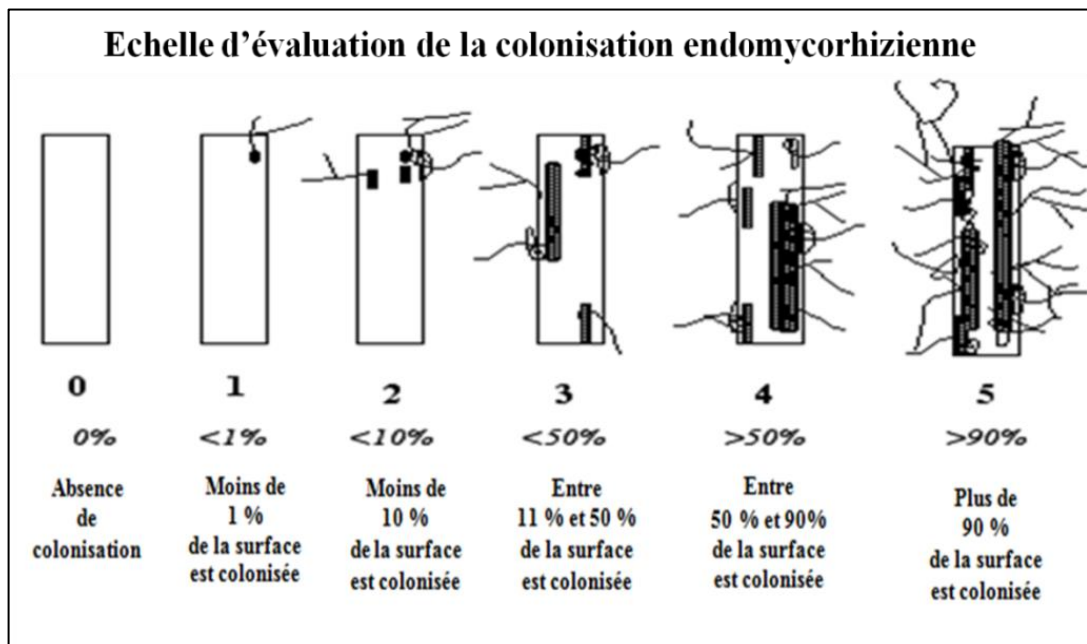 Echelle d’évaluation de la colonisation endomycorhizienne
0
1
2
3
4
5
0%
<1%
<10%
<50%
>50%
>90%
Absence
de
colonisation
Moins de
1 %
de la surface
est colonisée
Moins de
10 %
de la surface
est colonisée
Entre
11 % et 50 %
de la surface
est colonisée
Entre
50 % et 90%
de la surface
est colonisée
Plus de
90 %
de la surface
est colonisée